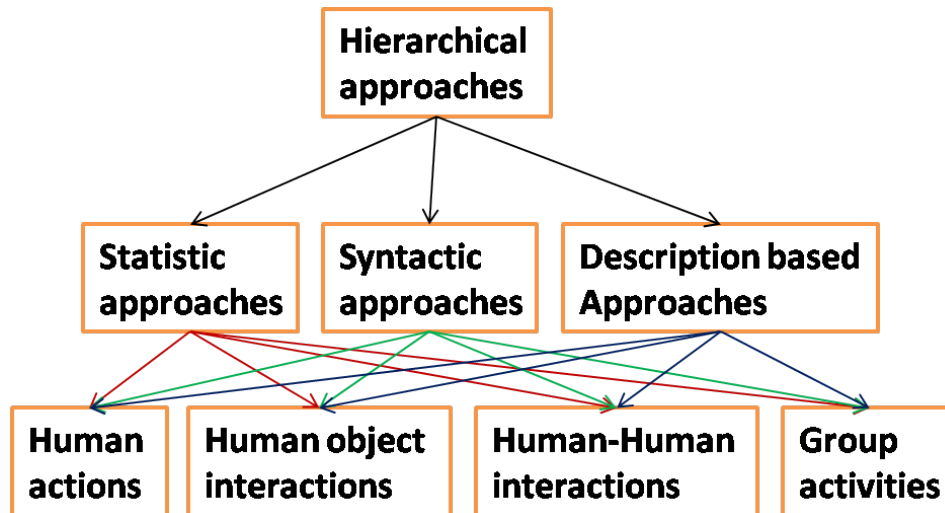 Hierarchical
approaches
Statistic
approaches
Syntactic
approaches
Description based
Approaches
Human
actions
Human object
interactions
Human-Human
interactions
Group
activities